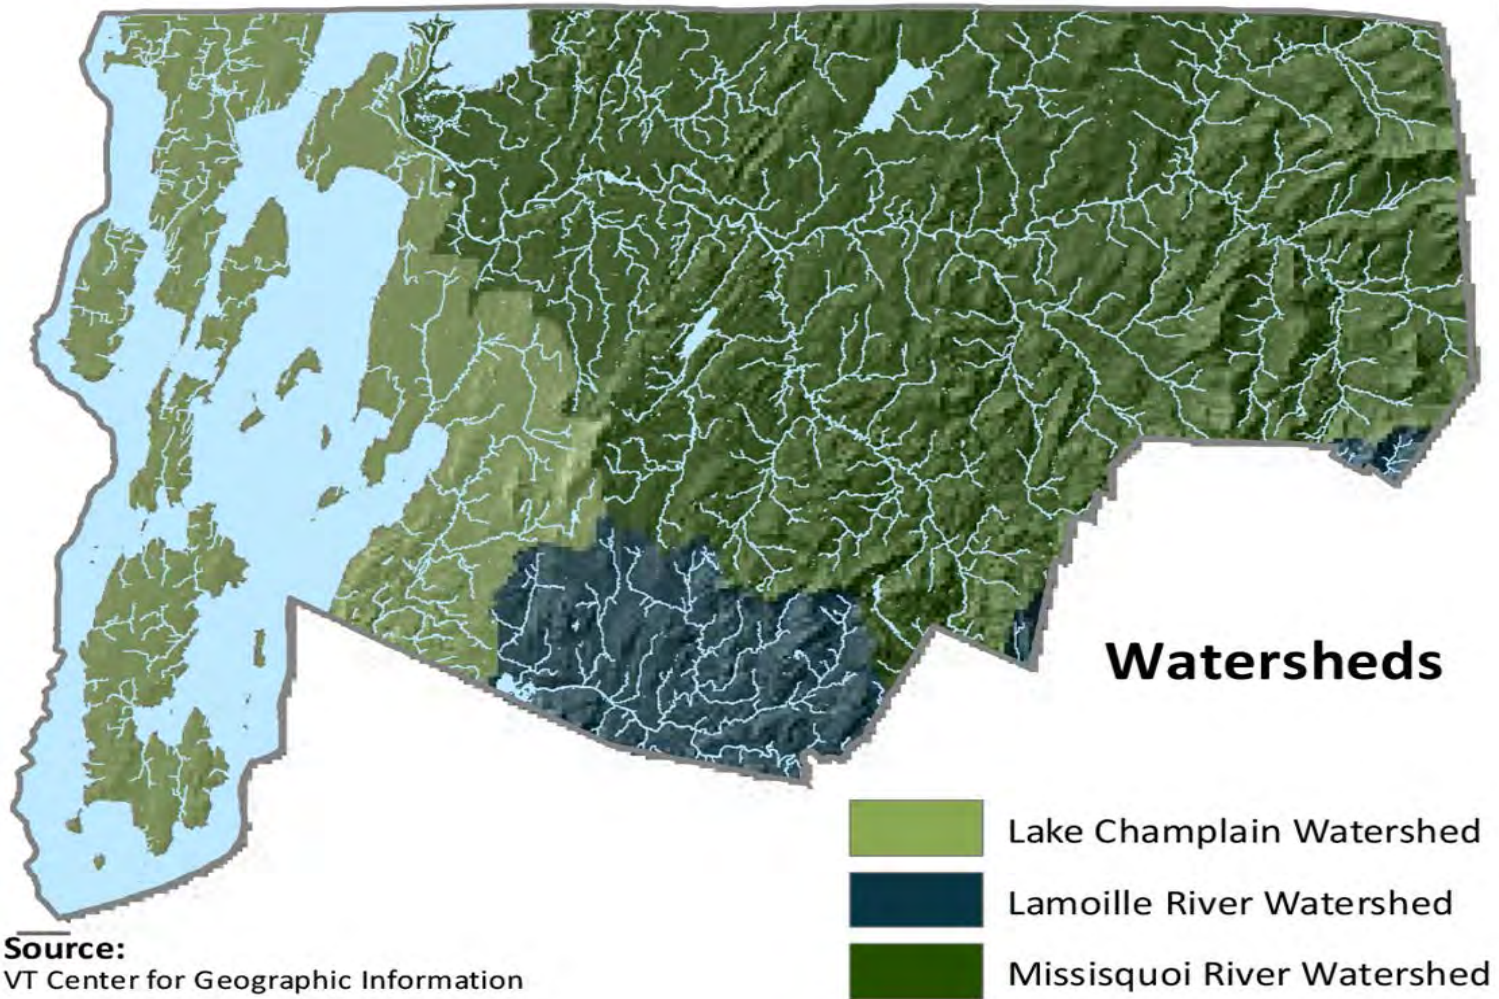 Watersheds
Lake Champlain Watershed
Lamoille River Watershed
Missisquoi River Watershed
Source:
VT Center for Geographic Information